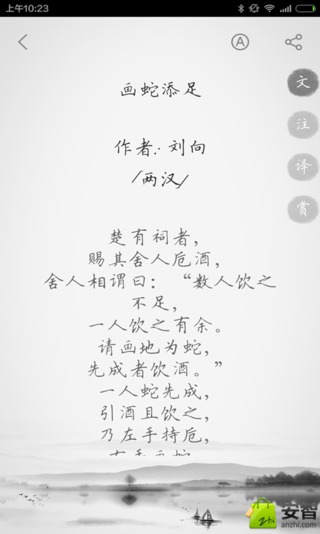 上午10:23
画蛇添足
文
作者:刘向
注
/两汉/
译
赏
楚有祠者，
赐其舍人卮酒，
舍人相谓曰：“数人饮之
不足，
一人饮之有余。
请画地为蛇，
先成者饮酒。”
一人蛇先成，
引酒且饮之，
乃左手持卮，
安智
anzhi.com